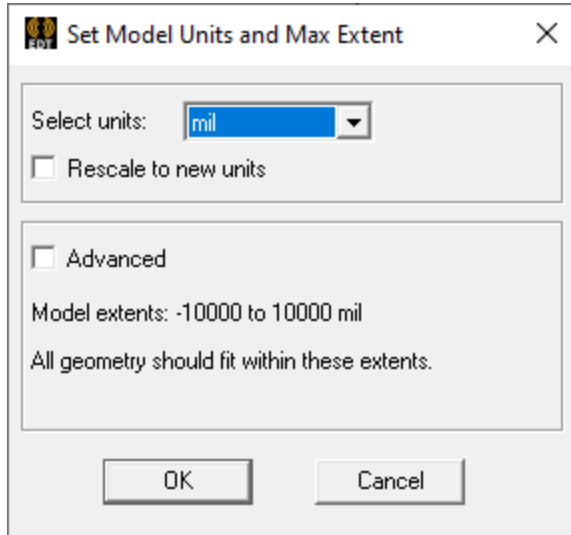 EDT
Set Model Units and Max Extent
Select units: mil
Rescale to new units
Advanced
Model extents: -10000 to 10000 mil
All geometry should fit within these extents.
OK Cancel